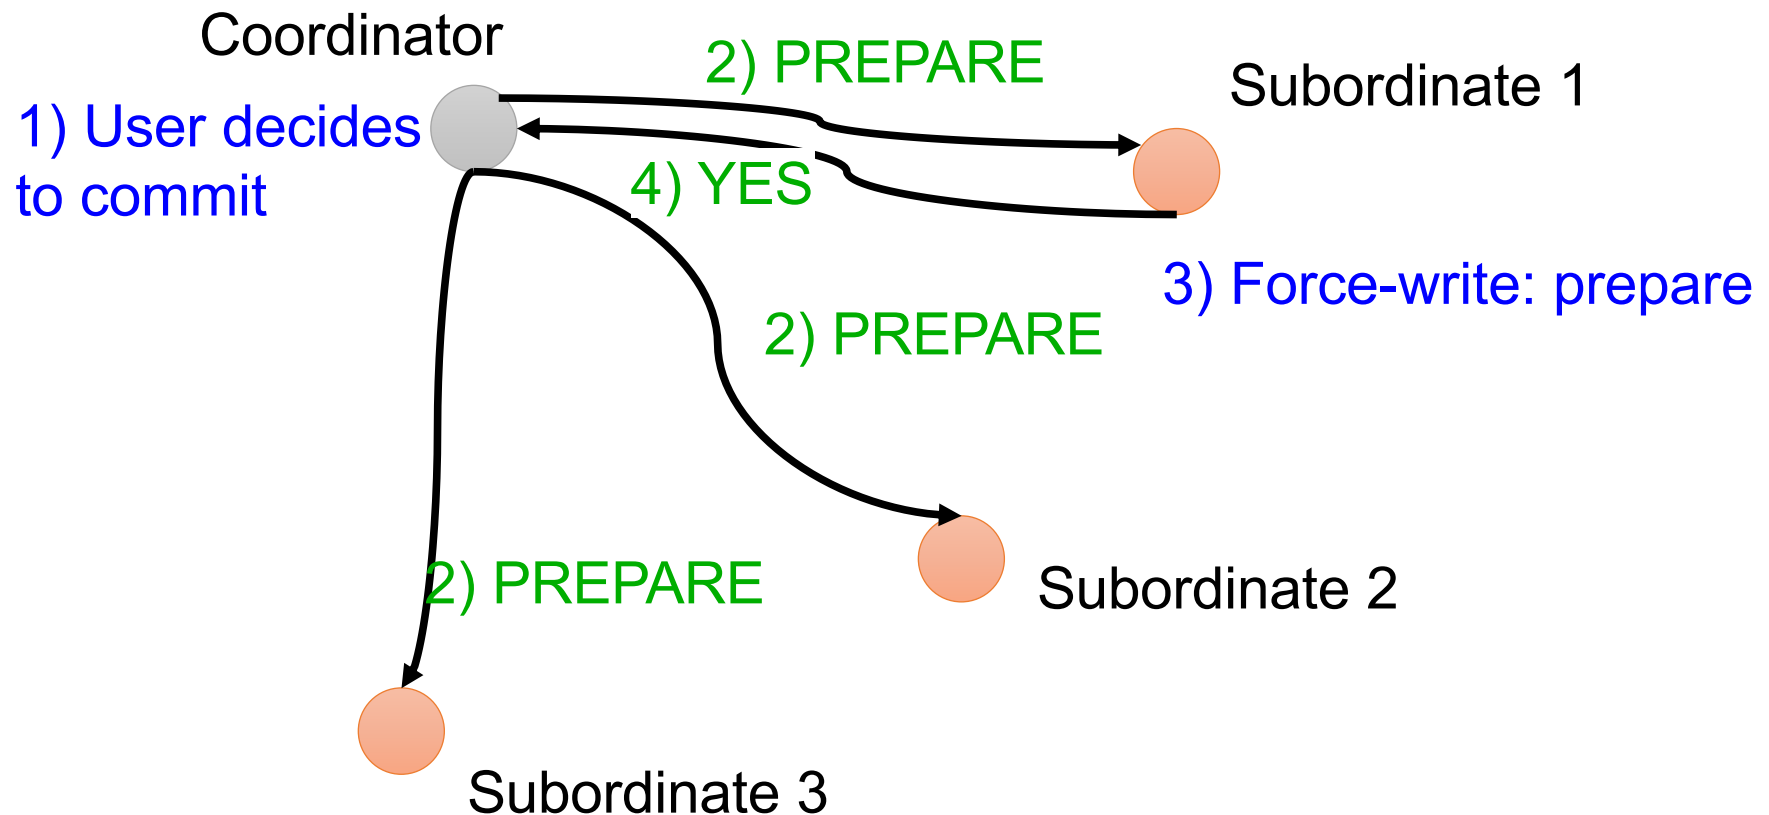 Coordinator
2) PREPARE
Subordinate 1
1) User decides
to commit
4) YES
3) Force-write: prepare
2) PREPARE
2) PREPARE
Subordinate 2
Subordinate 3